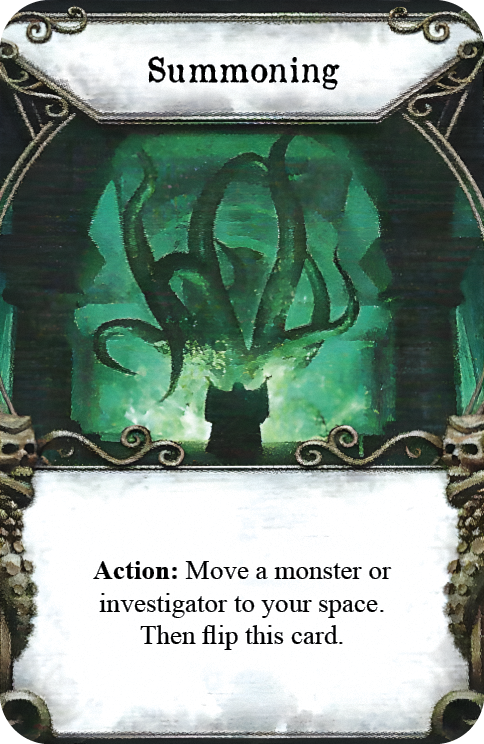 Summoning
Action: Move a monster or
investigator to your space.
Then flip this card.